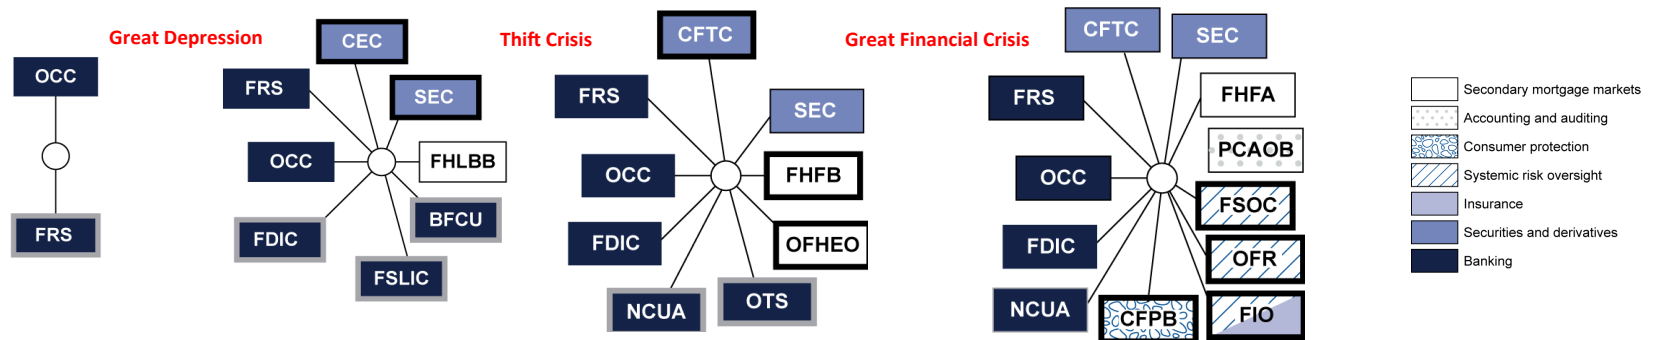 Great Depression
Thift Crisis
Great Financial Crisis
OCC
FRS
CEC
FRS
SEC
OCC
FHLBB
BFCU
FDIC
FSLIC
CFTC
FRS
SEC
OCC
FHFB
FDIC
OFHEO
NCUA
OTS
CFTC
SEC
FRS
FHFA
PCAOB
OCC
FSOC
FDIC
OFR
NCUA
CFPB
FIO
Secondary mortgage markets
Accounting and auditing
Consumer protection
Systemic risk oversight
Insurance
Securities and derivatives
Banking